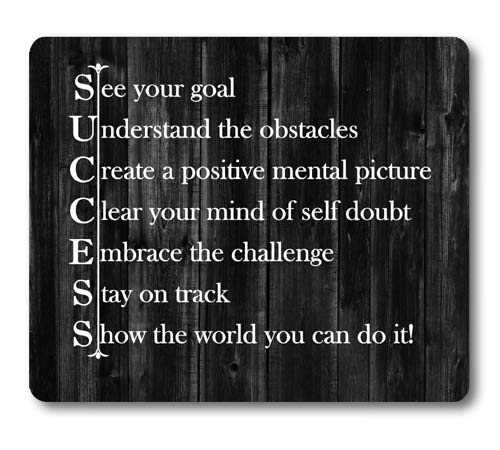 See your goal
Understand the obstacles
Create a positive mental picture
Clear your mind of self doubt
Embrace the challenge
Stay on track
Show the world you can do it!